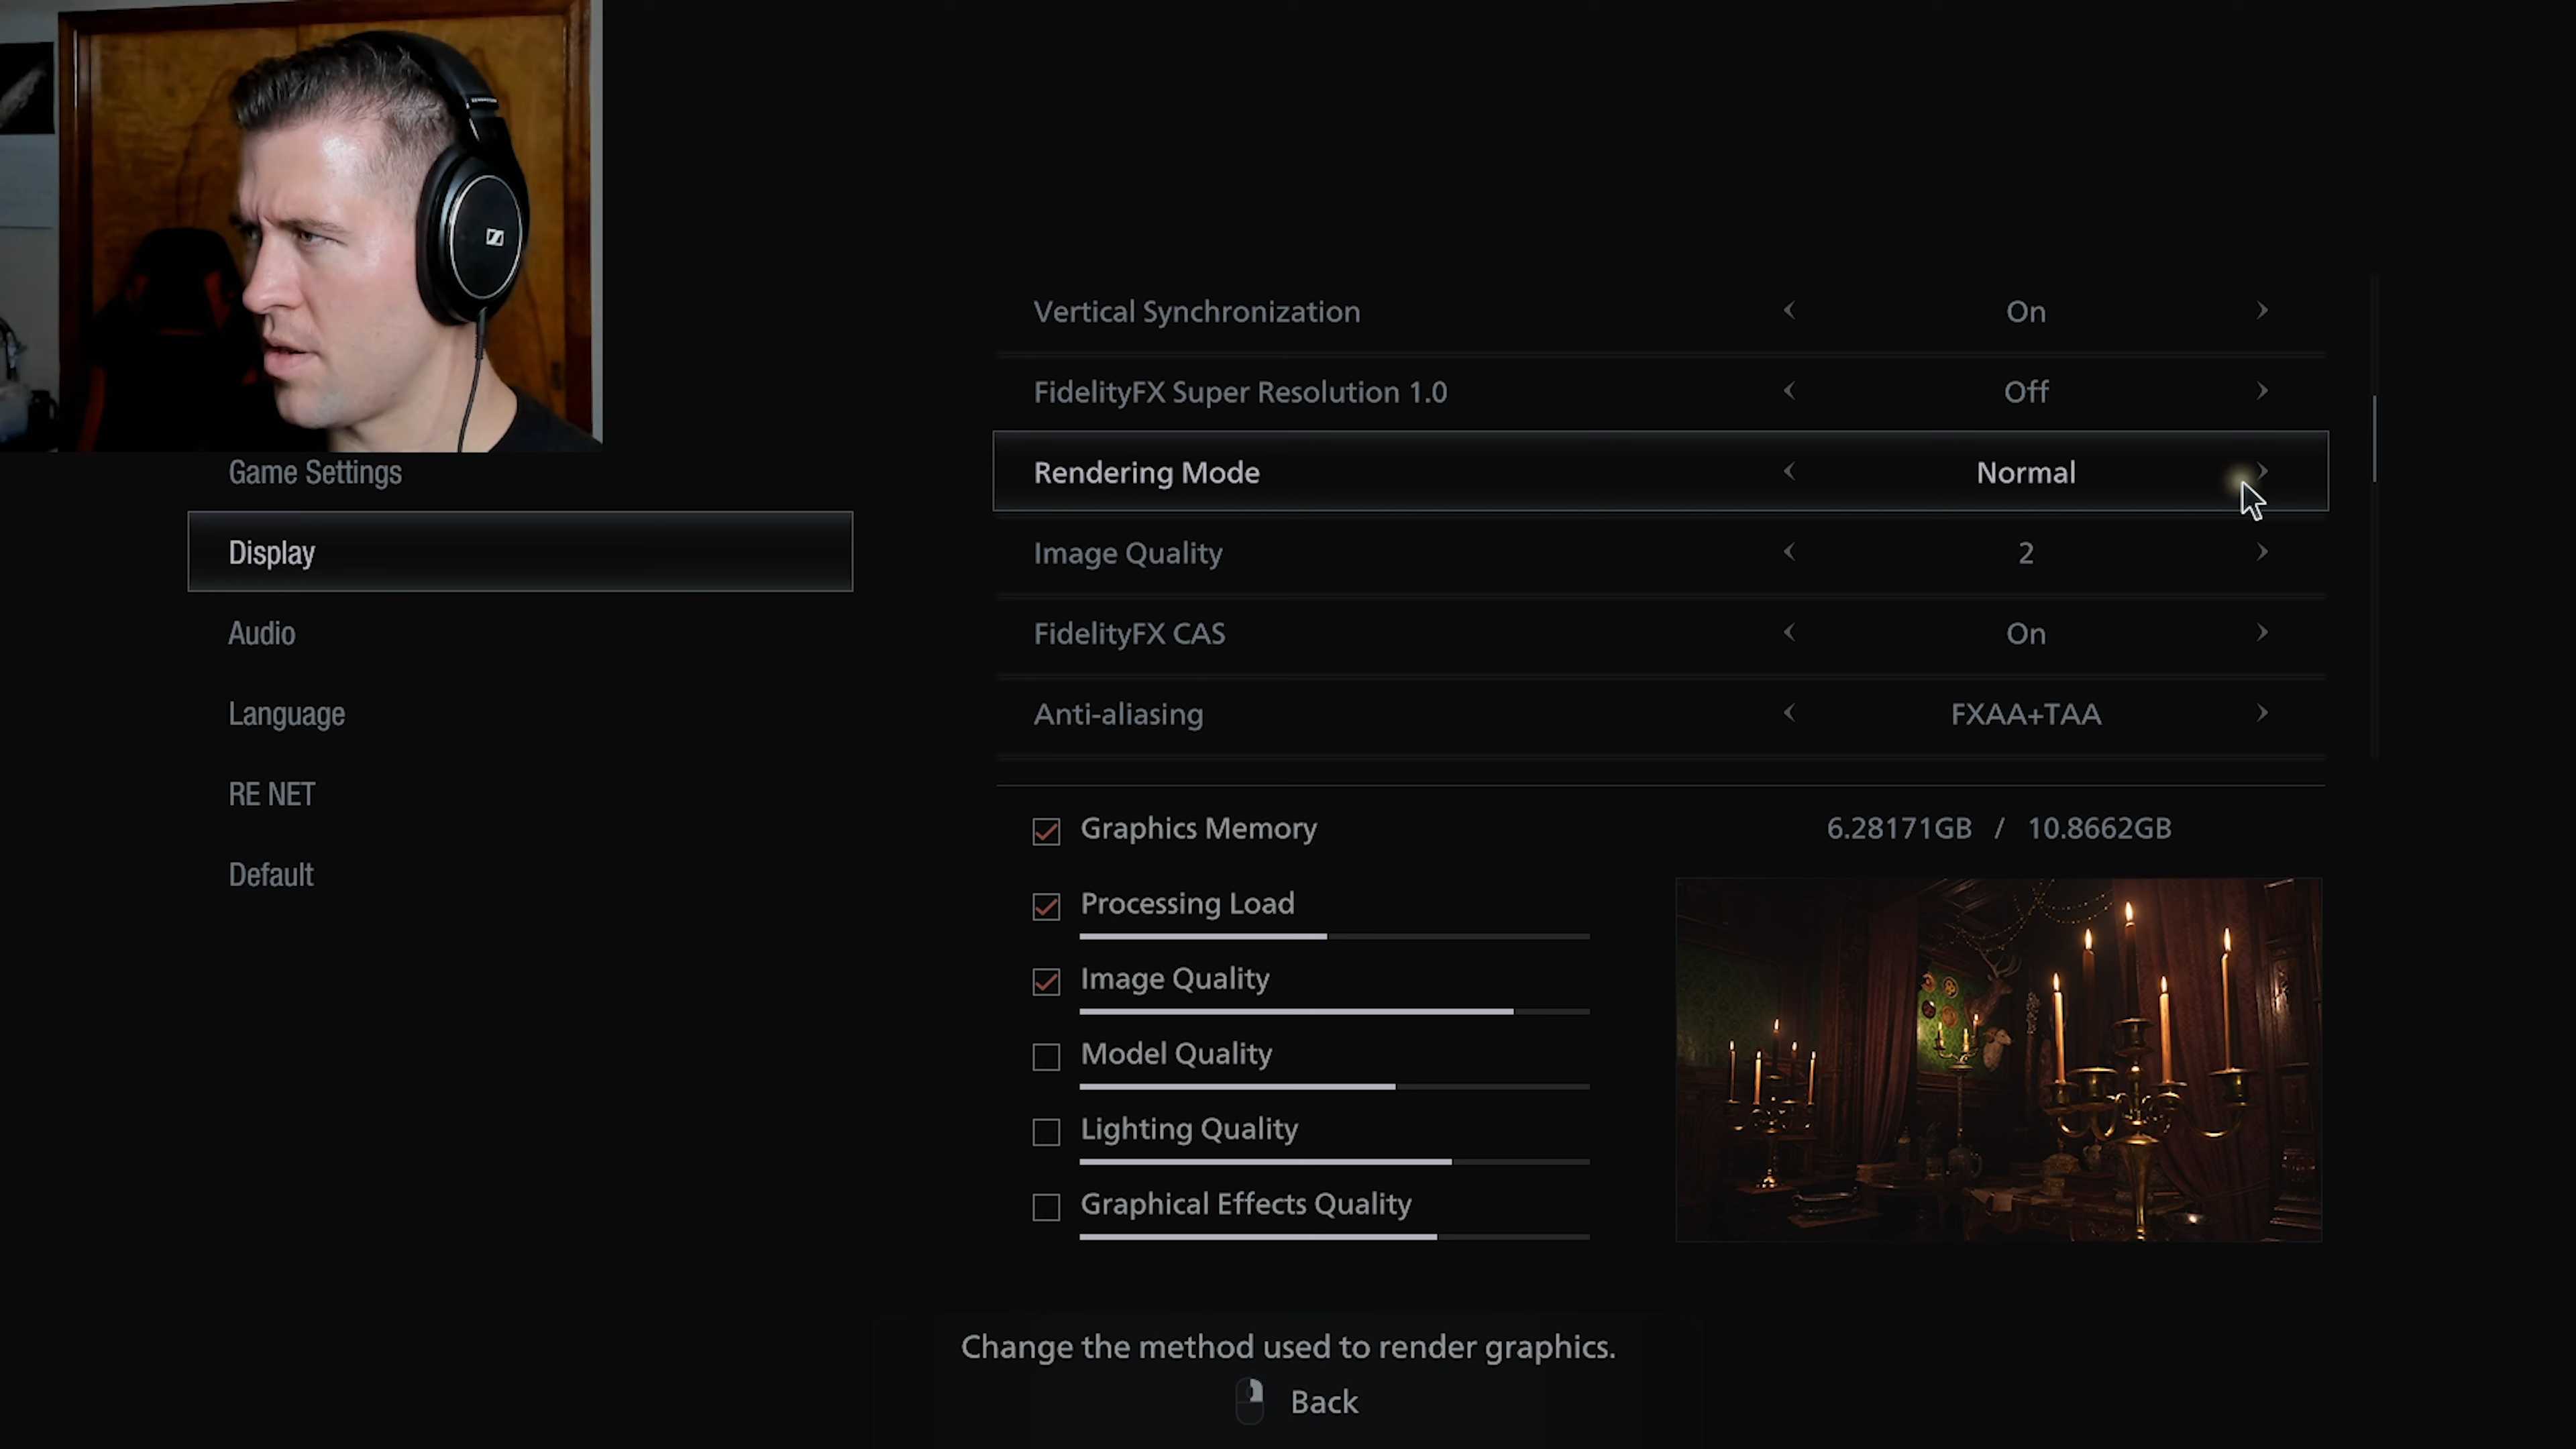 Vertical Synchronization On
FidelityFX Super Resolution 1.0 Off
Game Settings
Rendering Mode Normal
Display
Image Quality 2
Audio
FidelityFX CAS On
Language
Anti-aliasing FXAA+TAA
RE NET
Default
Graphics Memory 6.28171GB / 10.8662GB
Processing Load
Image Quality
Model Quality
Lighting Quality
Graphical Effects Quality
Change the method used to render graphics.
Back